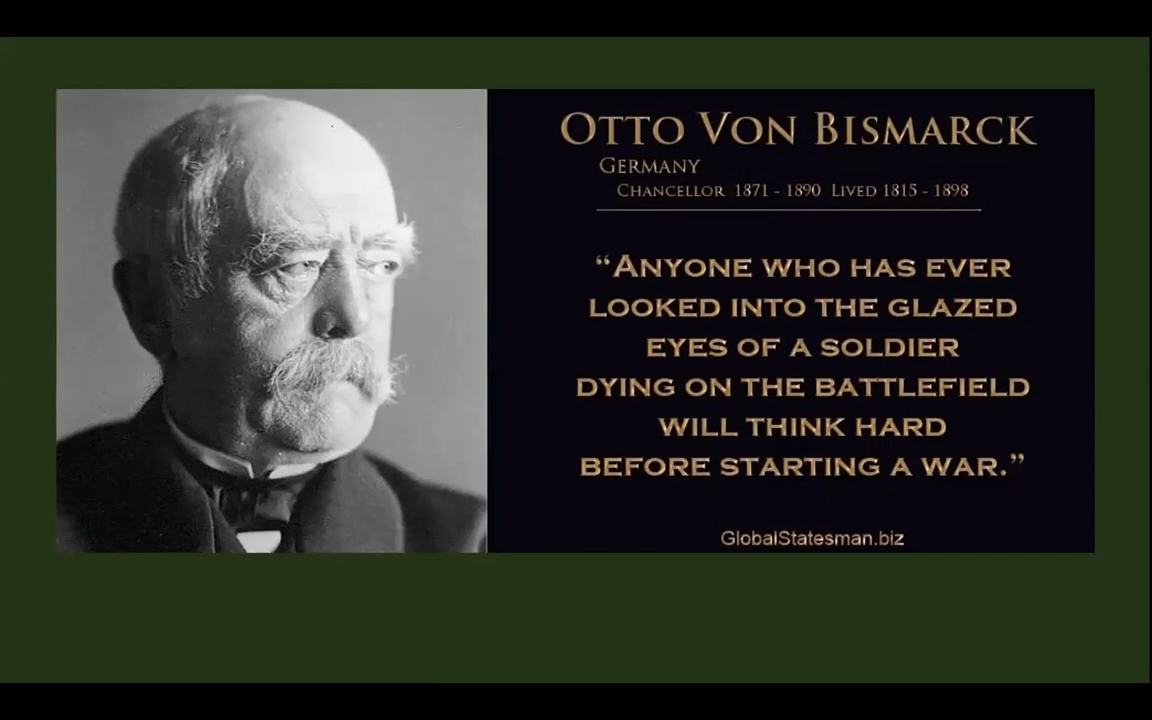 Otto Von Bismarck
Germany
Chancellor 1871 - 1890 Lived 1815 - 1898
“Anyone who has ever
looked into the glazed
eyes of a soldier
dying on the battlefield
will think hard
before starting a war.”
GlobalStatesman.biz